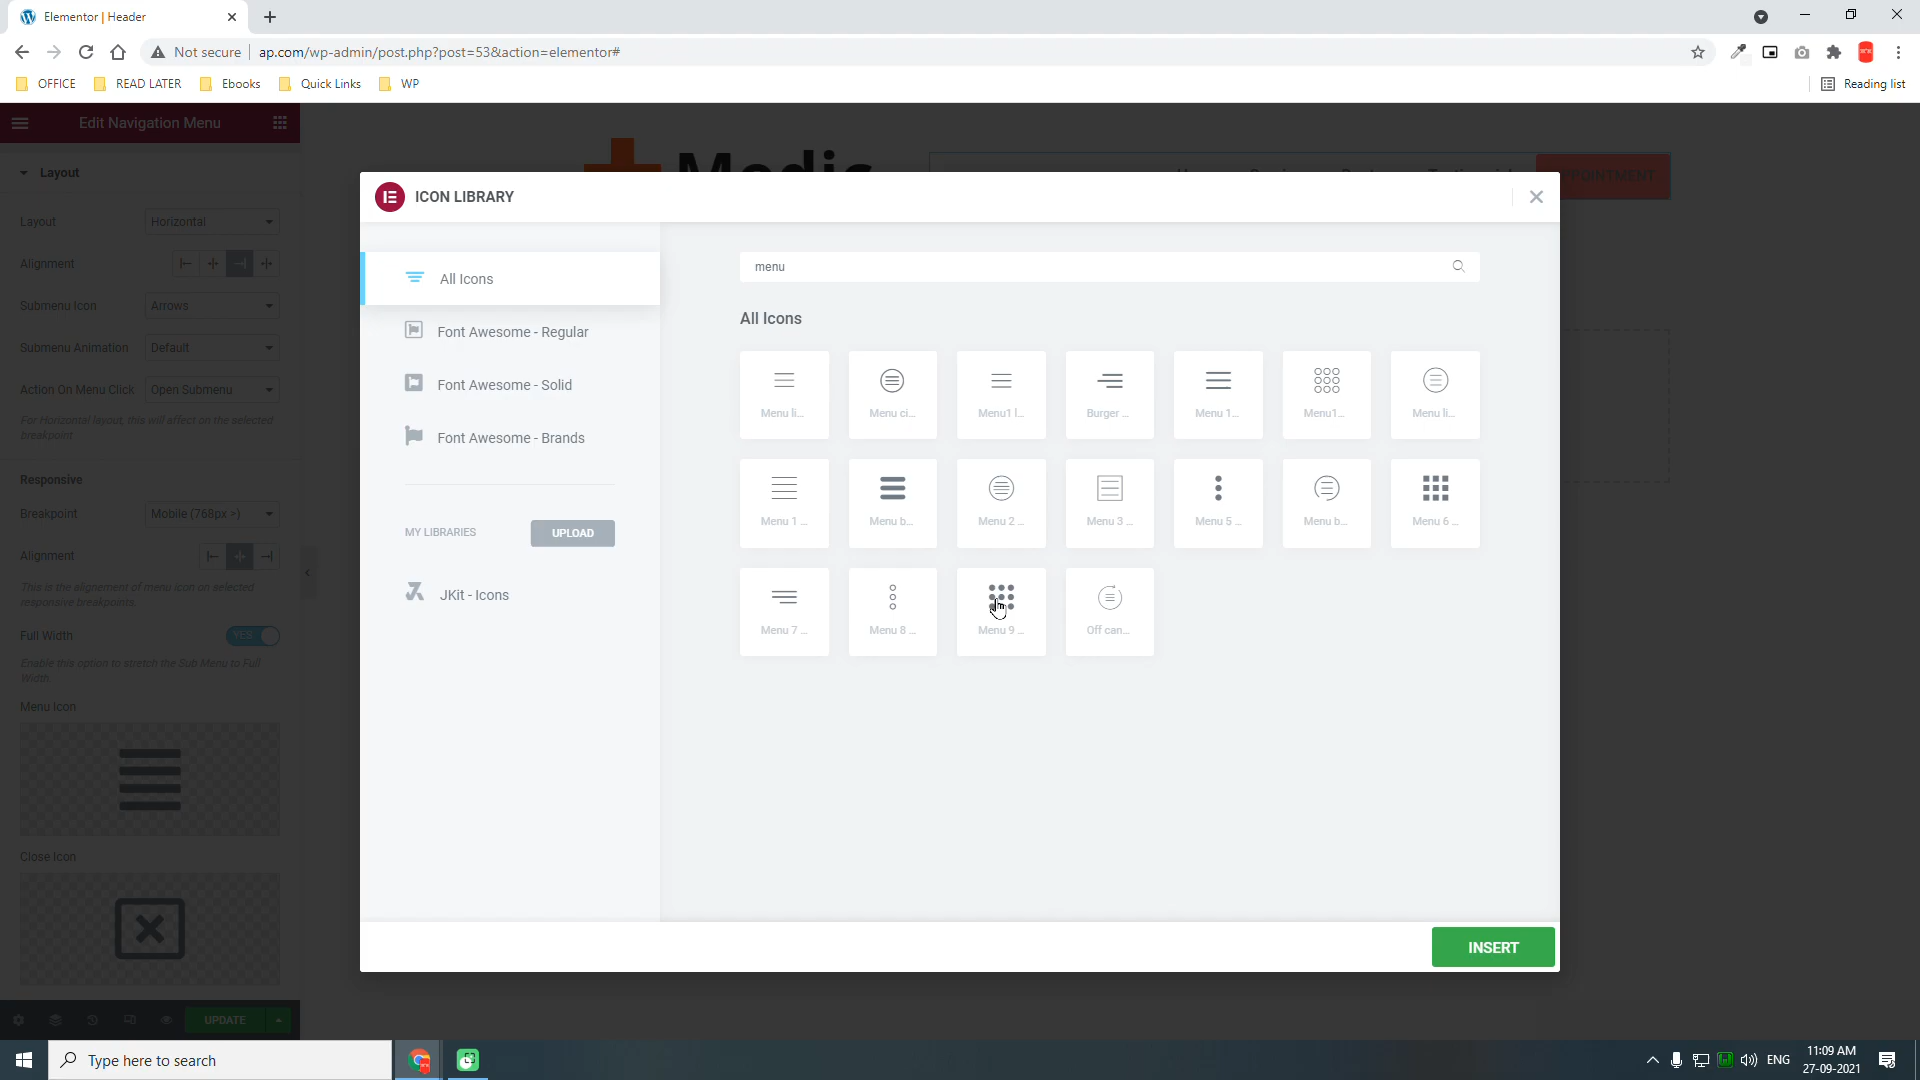 Elementor | Header
Not secure
ap.com/wp-admin/post.php?post=53&action=elementor#
OFFICE
READ LATER
Ebooks
Quick Links
WP
Reading list
Edit Navigation Menu
Layout
Layout
Horizontal
Alignment
Submenu Icon
Arrows
Submenu Animation
Default
Action On Menu Click
Open Submenu
For Horizontal layout, this will affect on the selected
breakpoint
Responsive
Breakpoint
Mobile (768px >)
Alignment
This is the alignement of menu icon on selected
responsive breakpoints.
Full Width
YES
Enable this option to stretch the Sub Menu to Full
Width.
Menu Icon
Close Icon
UPDATE
ICON LIBRARY
All Icons
Font Awesome - Regular
Font Awesome - Solid
Font Awesome - Brands
MY LIBRARIES
UPLOAD
JKit - Icons
menu
All Icons
Menu li...
Menu ci...
Menu1 l...
Burger ...
Menu 1...
Menu1...
Menu li...
Menu 1 ...
Menu b...
Menu 2 ...
Menu 3 ...
Menu 5 ...
Menu b...
Menu 6 ...
Menu 7 ...
Menu 8 ...
Menu 9 ...
Off can...
INSERT
Type here to search
ENG
11:09 AM
27-09-2021